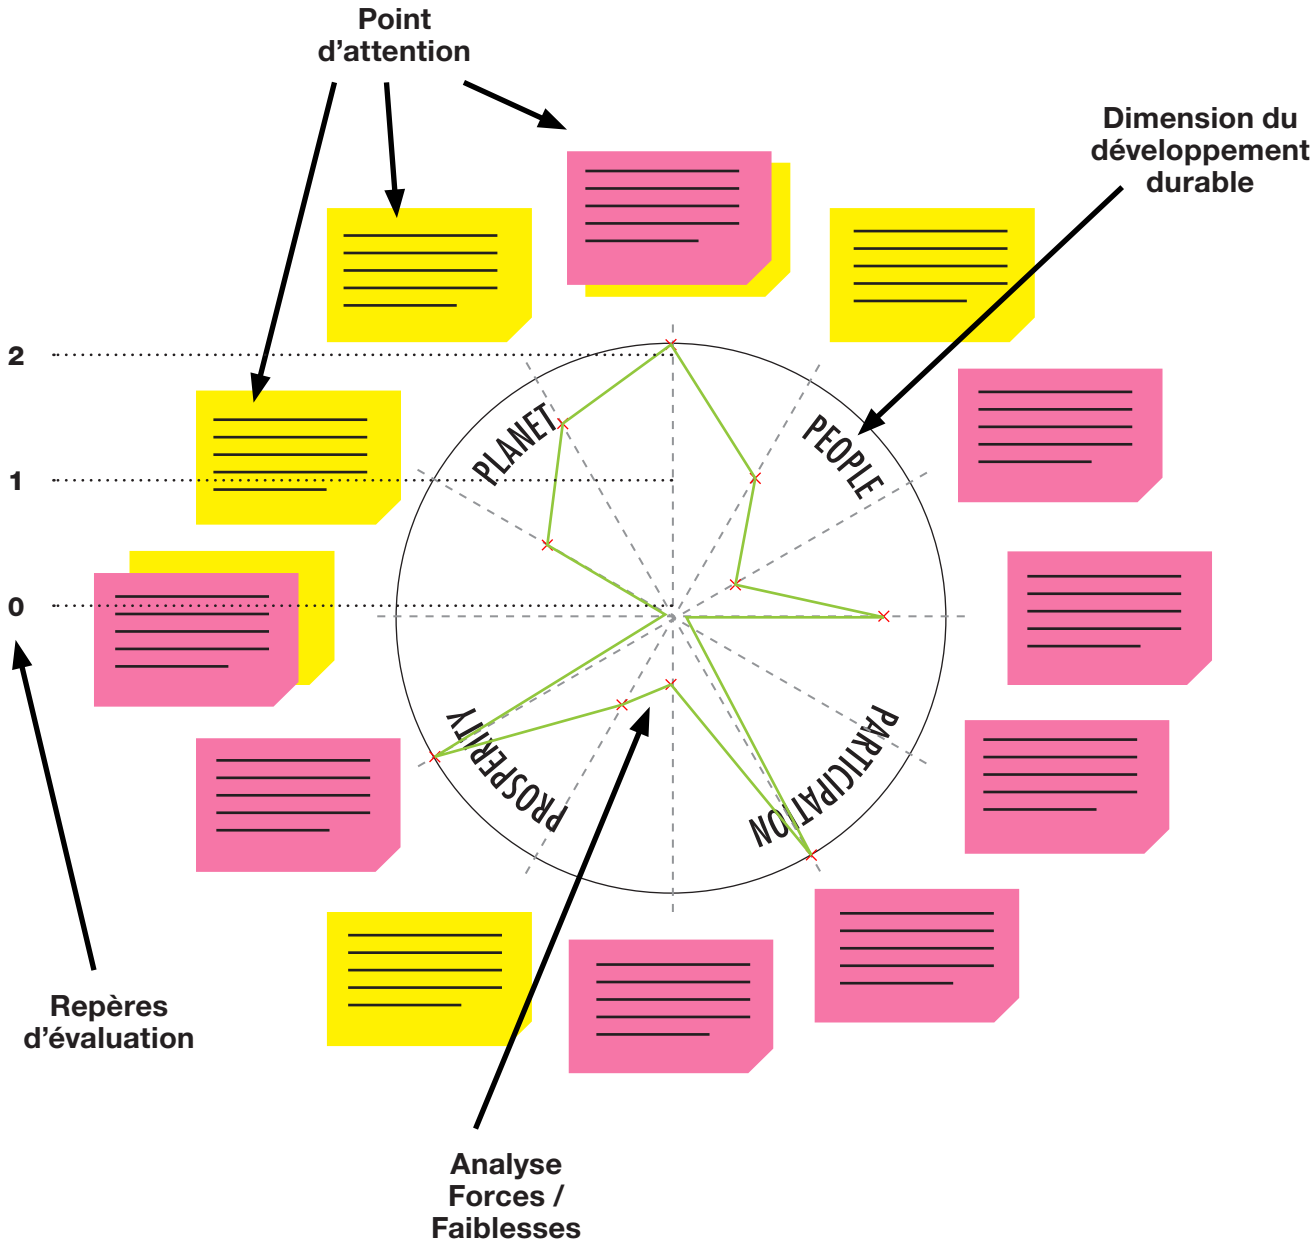 Point
d’attention
Dimension du
développement
durable
2
1
0
PLANET
PEOPLE
PROSPERITY
PARTICIPATION
Repères
d’évaluation
Analyse
Forces /
Faiblesses